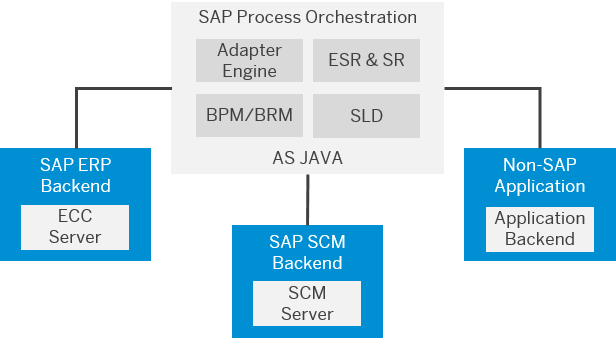 SAP Process Orchestration
Adapter
Engine
ESR & SR
BPM/BRM
SLD
AS JAVA
SAP ERP
Backend
ECC
Server
SAP SCM
Backend
SCM
Server
Non-SAP
Application
Application
Backend